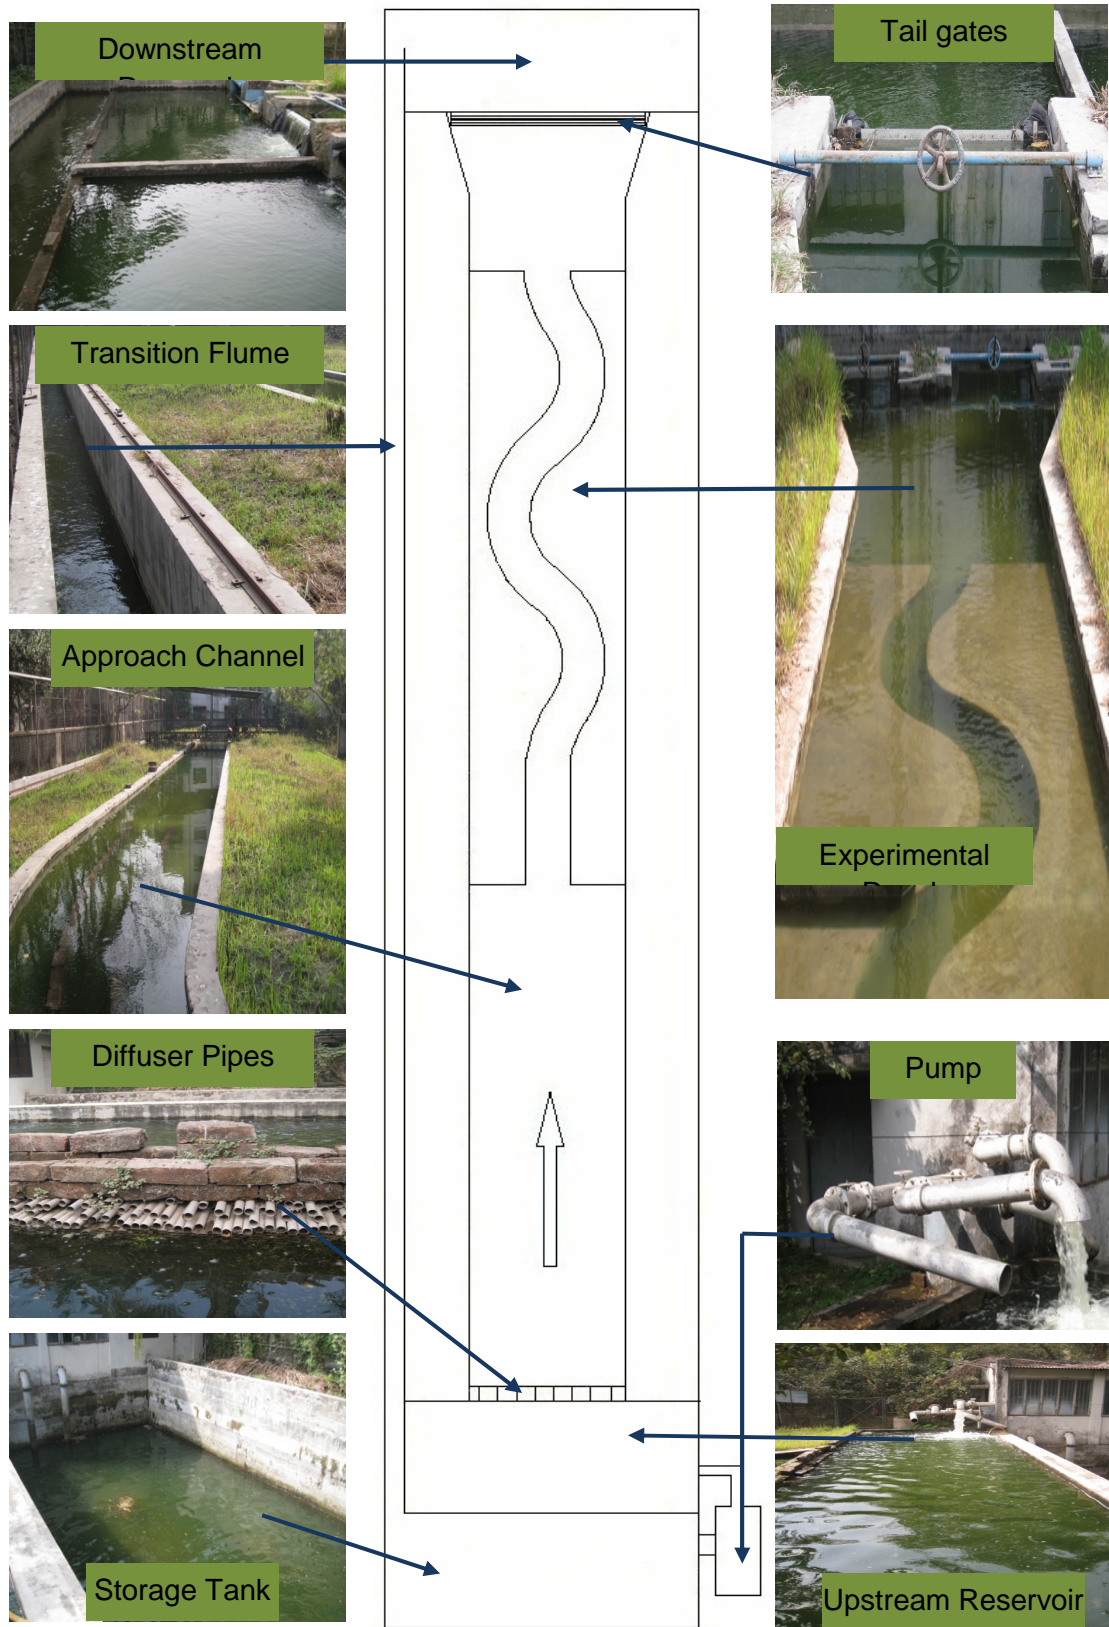 Downstream
Tail gates
Transition Flume
Approach Channel
Experimental
Diffuser Pipes
Pump
Storage Tank
Upstream Reservoir